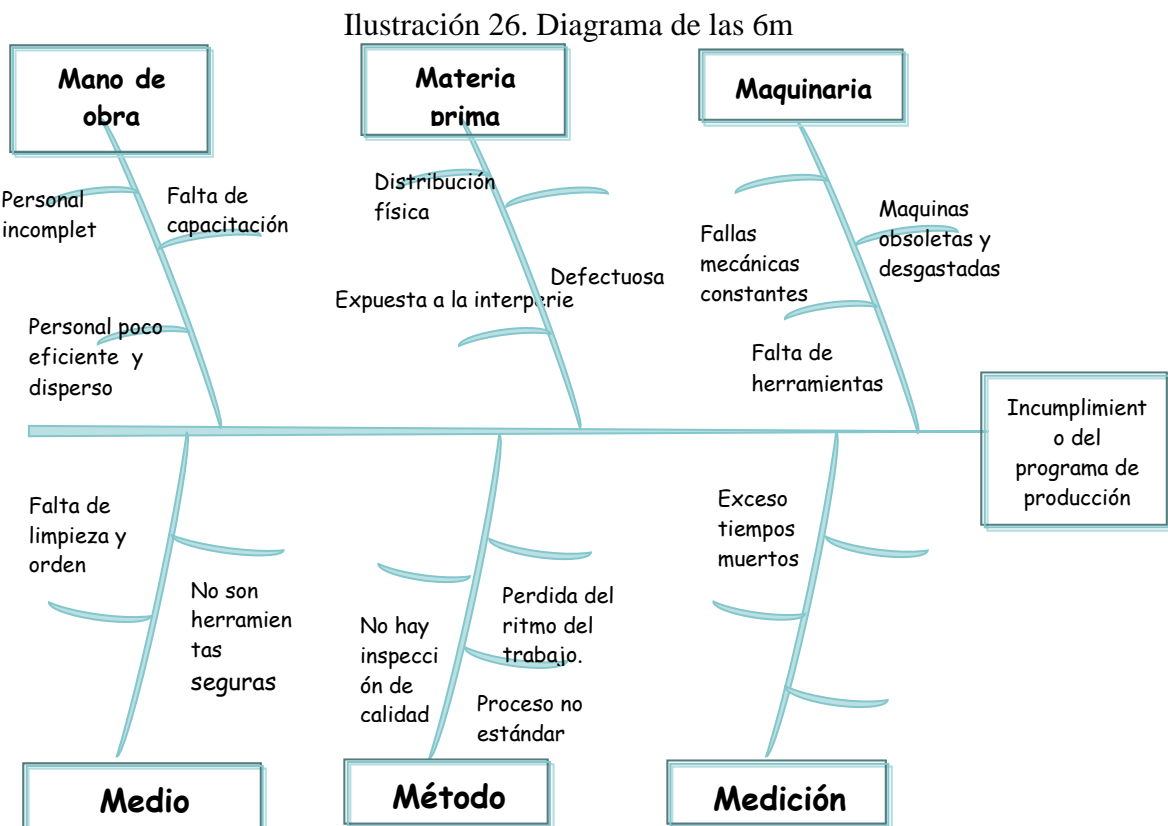 Ilustración 26. Diagrama de las 6m
Mano de
obra
Materia
prima
Maquinaria
Personal
incomplet
Falta de
capacitación
Personal poco
eficiente y
disperso
Distribución
física
Defectuosa
Expuesta a la interperie
Fallas
mecánicas
constantes
Maquinas
obsoletas y
desgastadas
Falta de
herramientas
Incumplimient
o del
programa de
producción
Falta de
limpieza y
orden
No son
herramien
tas
seguras
No hay
inspecci
ón de
calidad
Perdida del
ritmo del
trabajo.
Proceso no
estándar
Exceso
tiempos
muertos
Medio
Método
Medición